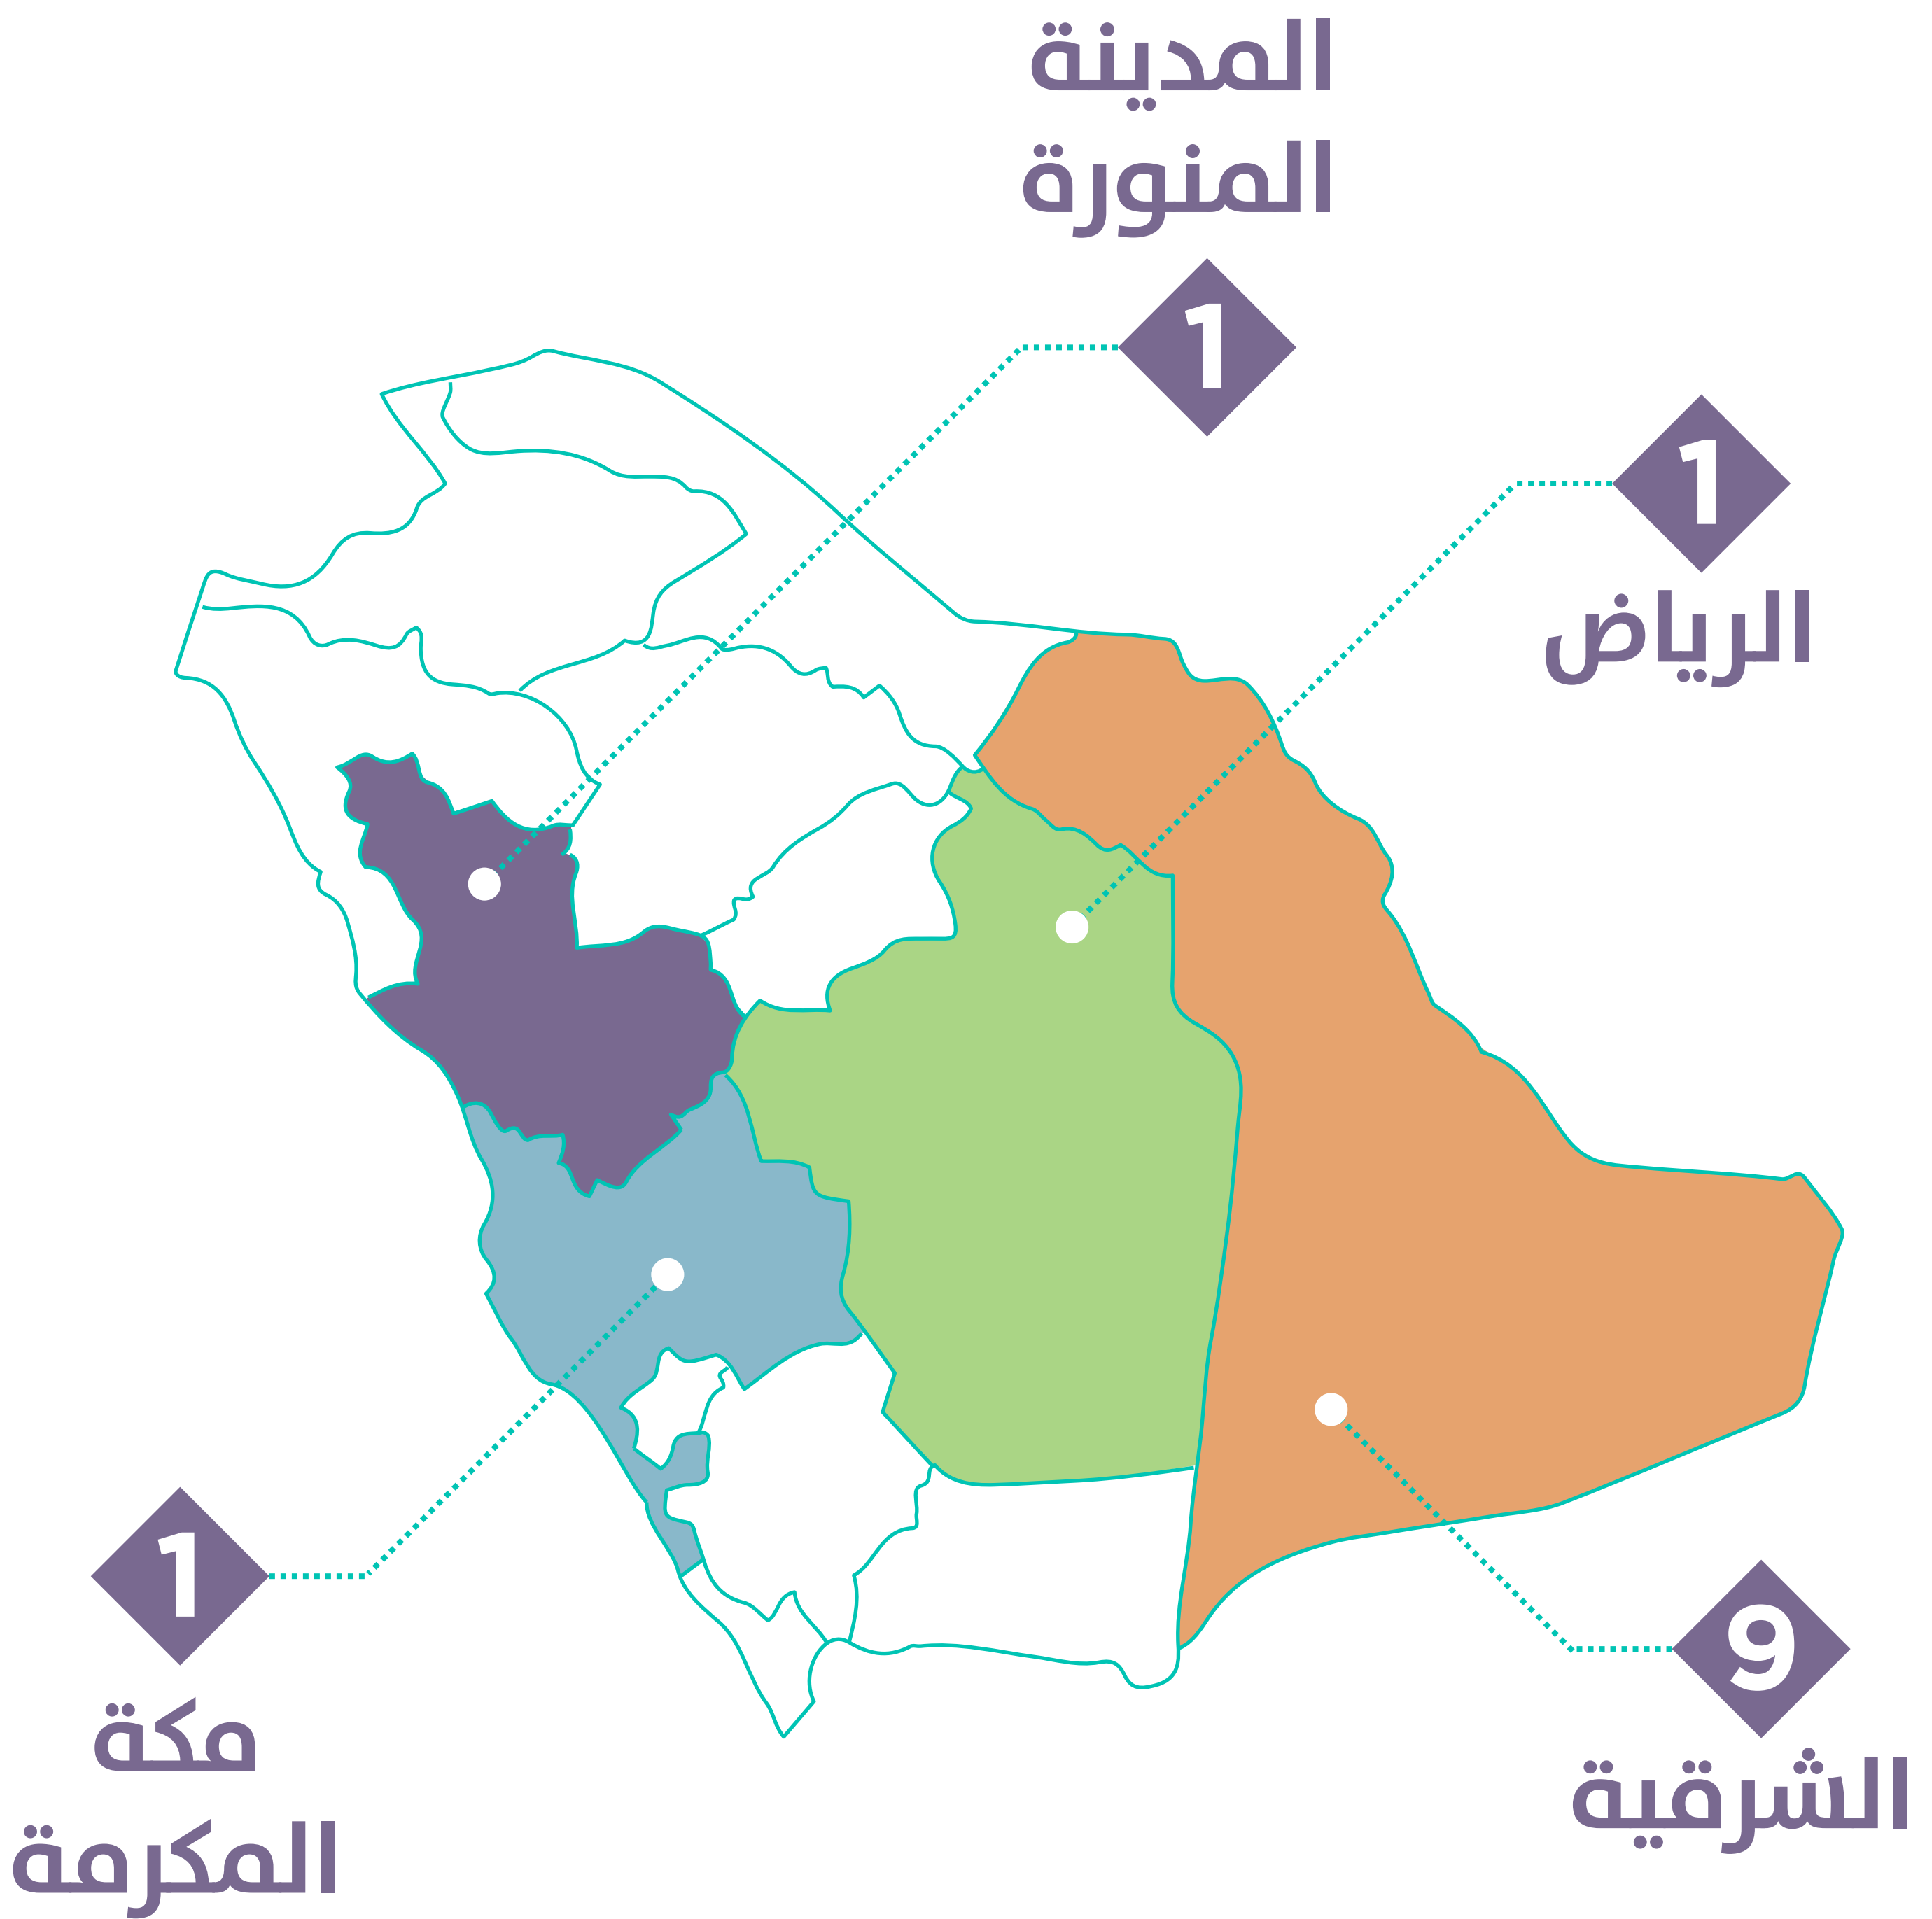 المدينة
المنورة
1
1
الرياض
1
مكة
المكرمة
9
الشرقية